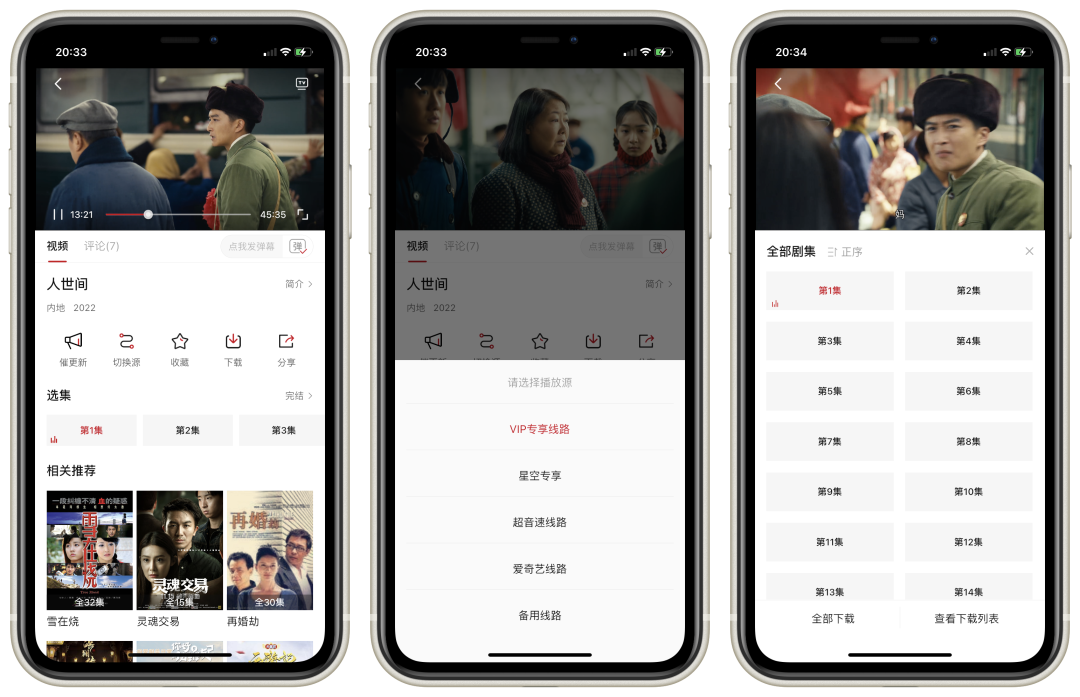 20:33
TV
13:21
45:35
视频
评论(7)
点我发弹幕
弹
人世间
简介
内地 2022
催更新
切换源
收藏
下载
分享
选集
完结
第1集
第2集
第3集
相关推荐
一段纠缠不清 血的疑惑
雪在烧
全32集
灵魂交易
全15集
再婚劫
全30集
雪在烧
灵魂交易
再婚劫
20:33
视频
评论(7)
点我发弹幕
弹
人世间
简介
内地 2022
请选择播放源
VIP专享线路
星空专享
超音速线路
爱奇艺线路
备用线路
20:34
妈
全部剧集
正序
第1集
第2集
第3集
第4集
第5集
第6集
第7集
第8集
第9集
第10集
第11集
第12集
第13集
第14集
全部下载
查看下载列表